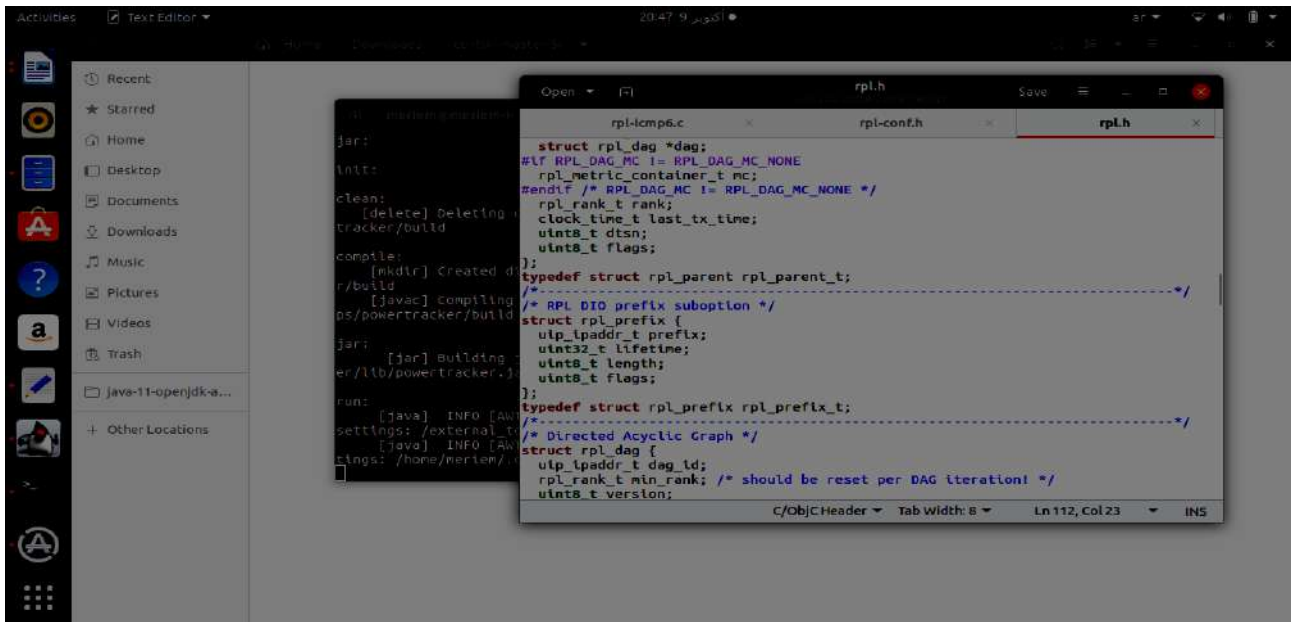 Activities Text Editor
20:47 9 أكتوبر
ar
Home
Recent
Starred
Home
Desktop
Documents
Downloads
Music
Pictures
Videos
Trash
java-11-openjdk-a...
Other Locations
jar:
init:
clean:
[delete] Deleting
tracker/build
compile:
[mkdir] Created
r/build
[javac] Compiling
ps/powertracker/build
jar:
[jar] Building
er/lib/powertracker.j
run:
[java] INFO [AW
settings: /external_t
[java] INFO [AW
tings: /home/meriem/.
Open
rpl.h
Save
rpl-icmp6.c
rpl-conf.h
rpl.h
struct rpl_dag *dag;
#if RPL_DAG_MC != RPL_DAG_MC_NONE
rpl_metric_container_t mc;
#endif /* RPL_DAG_MC != RPL_DAG_MC_NONE */
rpl_rank_t rank;
clock_time_t last_tx_time;
uint8_t dtsn;
uint8_t flags;
};
typedef struct rpl_parent rpl_parent_t;
/*---------------------------------------------------------------------------*/
/* RPL DIO prefix suboption */
struct rpl_prefix {
uip_ipaddr_t prefix;
uint32_t lifetime;
uint8_t length;
uint8_t flags;
};
typedef struct rpl_prefix rpl_prefix_t;
/*---------------------------------------------------------------------------*/
/* Directed Acyclic Graph */
struct rpl_dag {
uip_ipaddr_t dag_id;
rpl_rank_t min_rank; /* should be reset per DAG iteration! */
uint8_t version;
C/ObjC Header Tab Width: 8 Ln 112, Col 23 INS